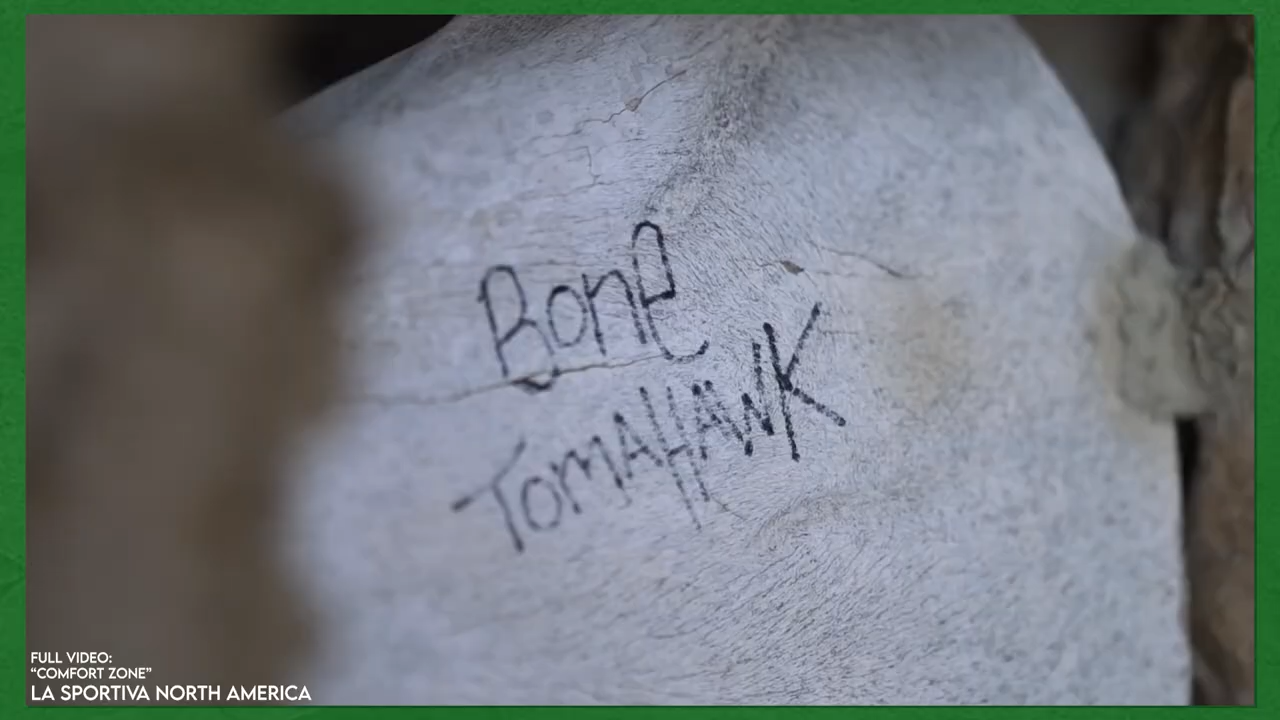 Bone
TOMAHAWK
FULL VIDEO:
"COMFORT ZONE"
LA SPORTIVA NORTH AMERICA